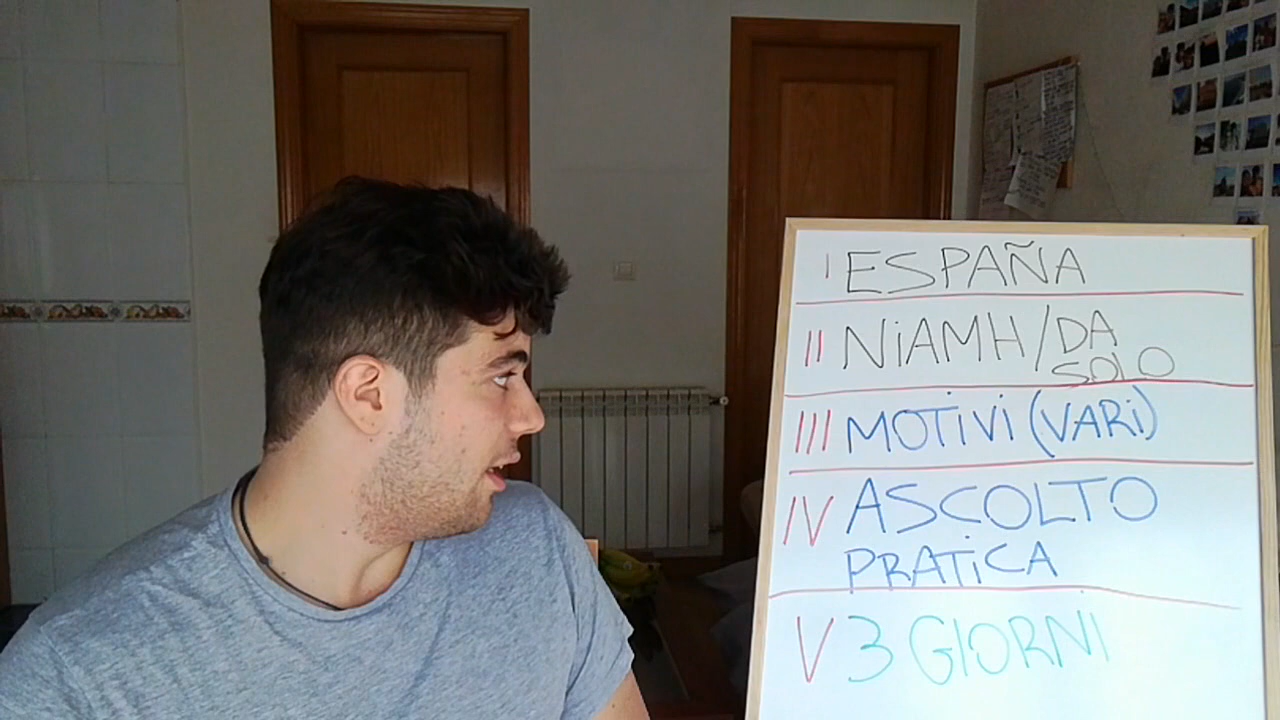 I ESPAÑA
II NiAMH/DA
SOLO
III MOTiVi (VARi)
IV ASCOLTO
PRATiCA
V 3 GIORNI